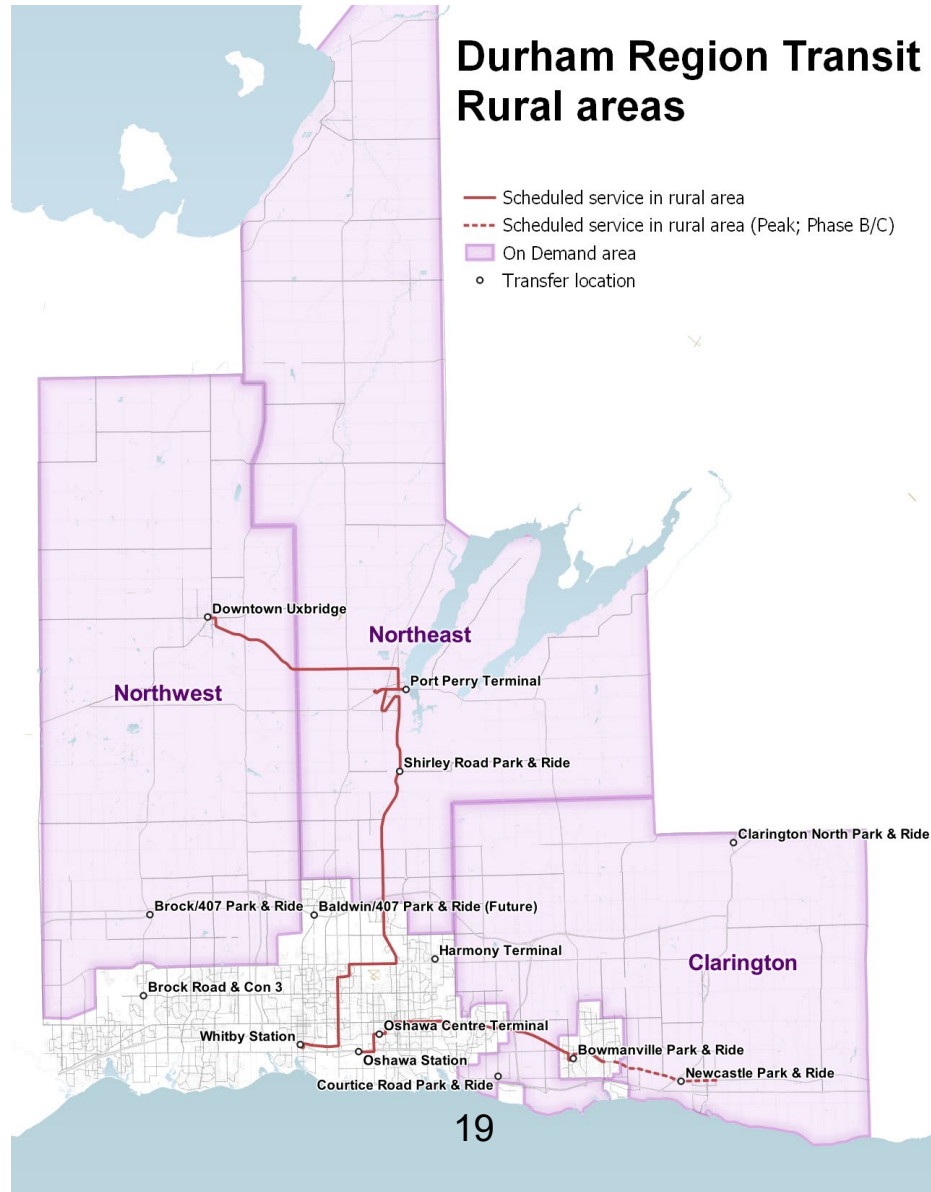 Durham Region Transit
Rural areas
Scheduled service in rural area
Scheduled service in rural area (Peak; Phase B/C)
On Demand area
Transfer location
Downtown Uxbridge
Northeast
Port Perry Terminal
Northwest
Shirley Road Park & Ride
Clarington North Park & Ride
Brock/407 Park & Ride
Baldwin/407 Park & Ride (Future)
Harmony Terminal
Clarington
Brock Road & Con 3
Oshawa Centre Terminal
Whitby Station
Bowmanville Park & Ride
Oshawa Station
Newcastle Park & Ride
Courtice Road Park & Ride
19